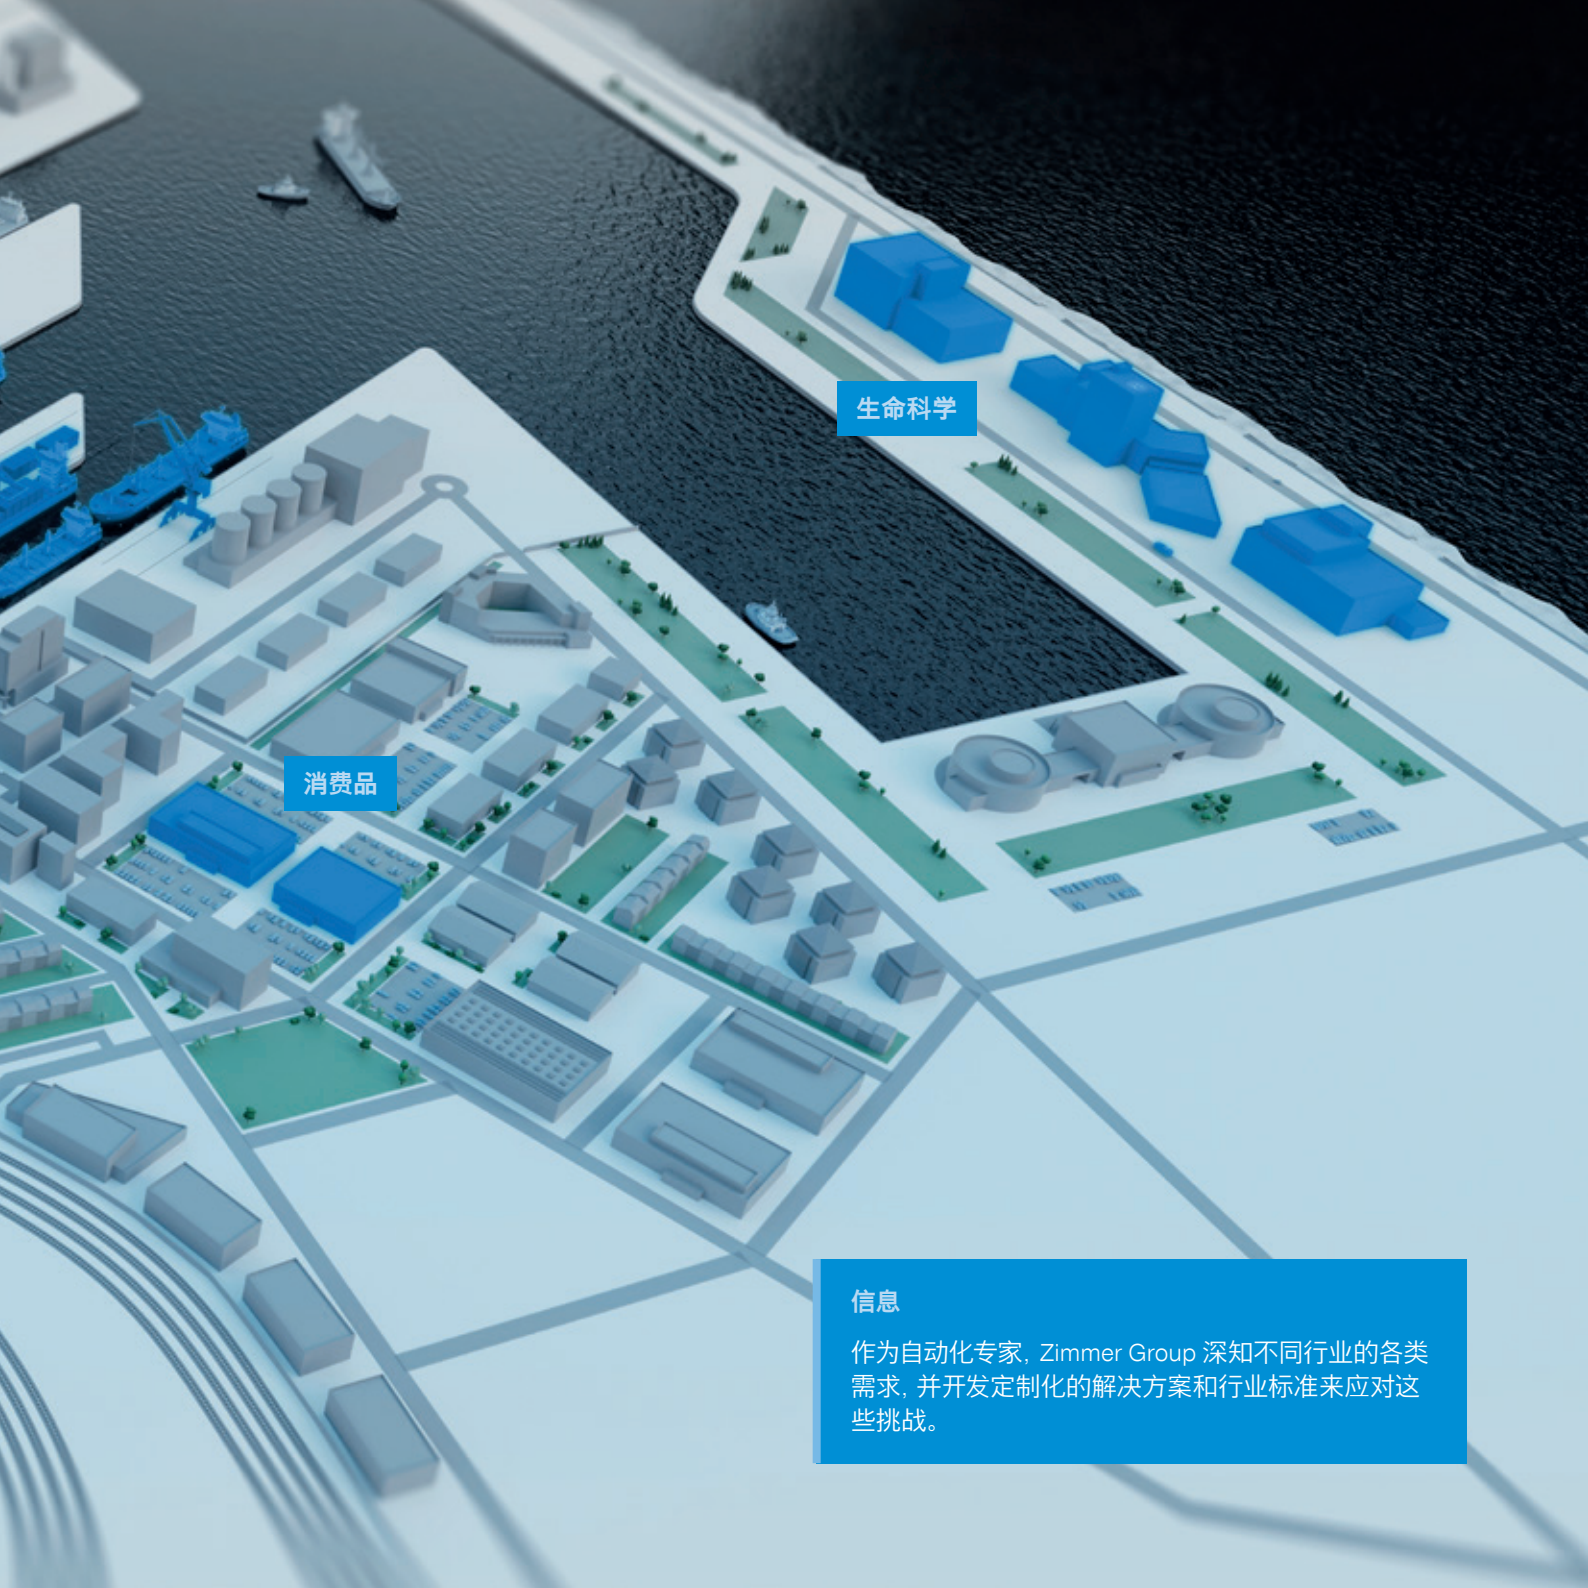 生命科学
消费品
信息
作为自动化专家, Zimmer Group 深知不同行业的各类
需求, 并开发定制化的解决方案和行业标准来应对这
些挑战。